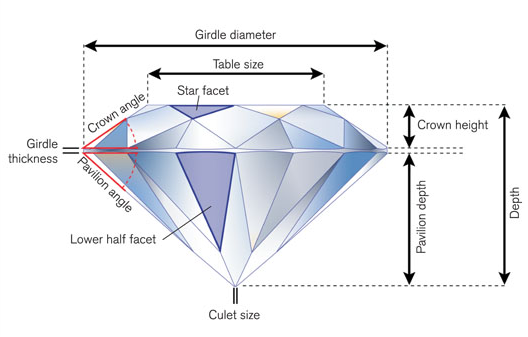 Girdle diameter
Table size
Star facet
Crown angle
Crown height
Girdle
thickness
Pavilion angle
Pavilion depth
Depth
Lower half facet
Culet size